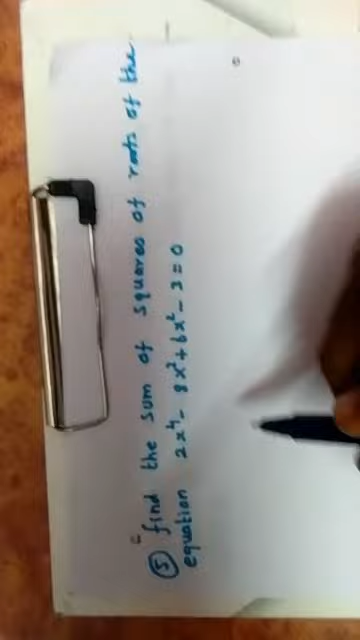 ⑤ find the sum of squares of roots of the
equation 2x⁴ - 8x³ + 6x² - 3 = 0